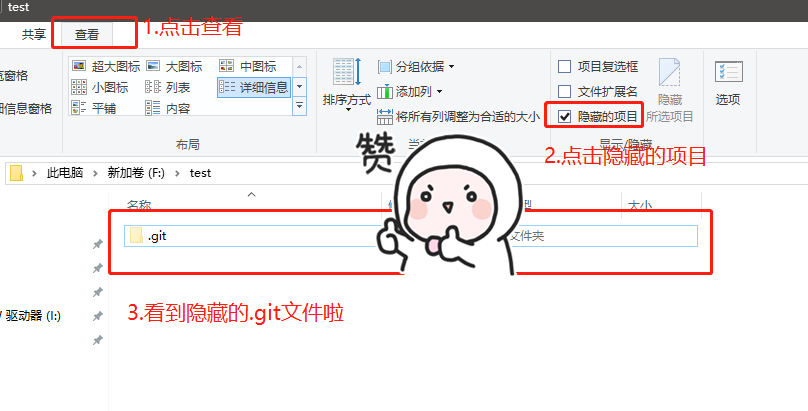 test
共享
查看
1.点击查看
览窗格
细信息窗格
超大图标
大图标
中图标
小图标
列表
详细信息
平铺
内容
布局
排序方式
分组依据
添加列
将所有列调整为合适的大小
项目复选框
文件扩展名
隐藏的项目
隐藏
所选项目
显示/隐藏
选项
2.点击隐藏的项目
赞
此电脑
新加卷 (F:)
test
名称
型
大小
.git
文件夹
3.看到隐藏的.git文件啦
驱动器 (I:)